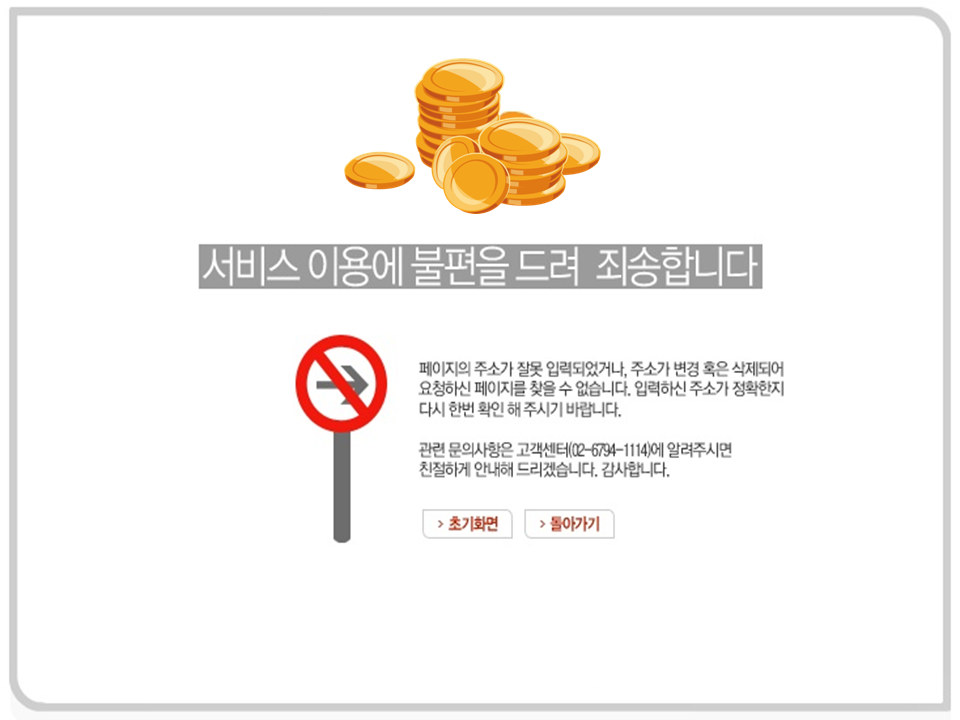 서비스 이용에 불편을 드려 죄송합니다
페이지의 주소가 잘못 입력되었거나, 주소가 변경 혹은 삭제되어
요청하신 페이지를 찾을 수 없습니다. 입력하신 주소가 정확한지
다시 한번 확인 해 주시기 바랍니다.
관련 문의사항은 고객센터(02-6794-1114)에 알려주시면
친절하게 안내해 드리겠습니다. 감사합니다.
> 초기화면 > 돌아가기